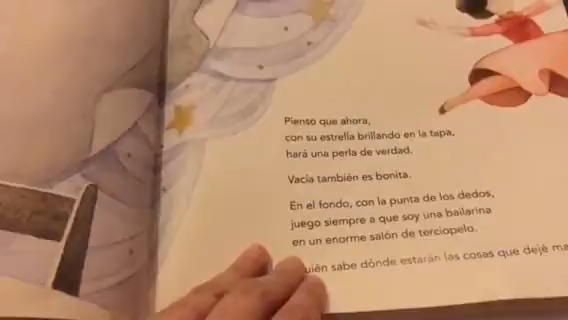 Pienso que ahora,
con su estrella brillando en la tapa,
hará una perla de verdad.
Vacía también es bonita.
En el fondo, con la punta de los dedos,
juego siempre a que soy una bailarina
en un enorme salón de terciopelo.
sabe dónde estarán las cosas que dejé